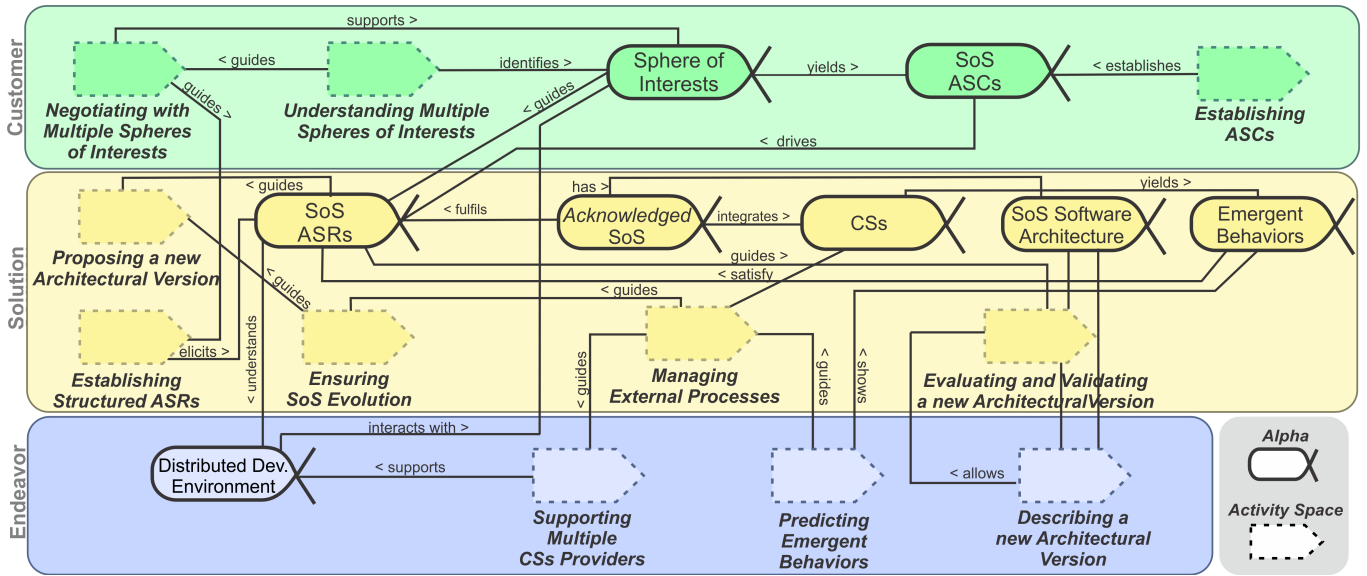 Customer
supports >
< guides
identifies >
Sphere of
Interests
yields >
SoS
ASCs
< establishes
guides >
< guides
Negotiating with
Multiple Spheres
of Interests
Understanding Multiple
Spheres of Interests
Establishing
ASCs
< drives
Solution
< guides
SoS
ASRs
< fulfils
has >
Acknowledged
SoS
integrates >
CSs
SoS Software
Architecture
yields >
Emergent
Behaviors
Proposing a new
Architectural Version
guides >
< satisfy
< guides
< guides
elicits >
< understands
Establishing
Structured ASRs
Ensuring
SoS Evolution
< guides
Managing
External Processes
< guides
< shows
Evaluating and Validating
a new ArchitecturalVersion
Endeavor
interacts with >
Distributed Dev.
Environment
< supports
Supporting
Multiple
CSs Providers
Predicting
Emergent
Behaviors
< allows
Describing a
new Architectural
Version
Alpha
Activity Space